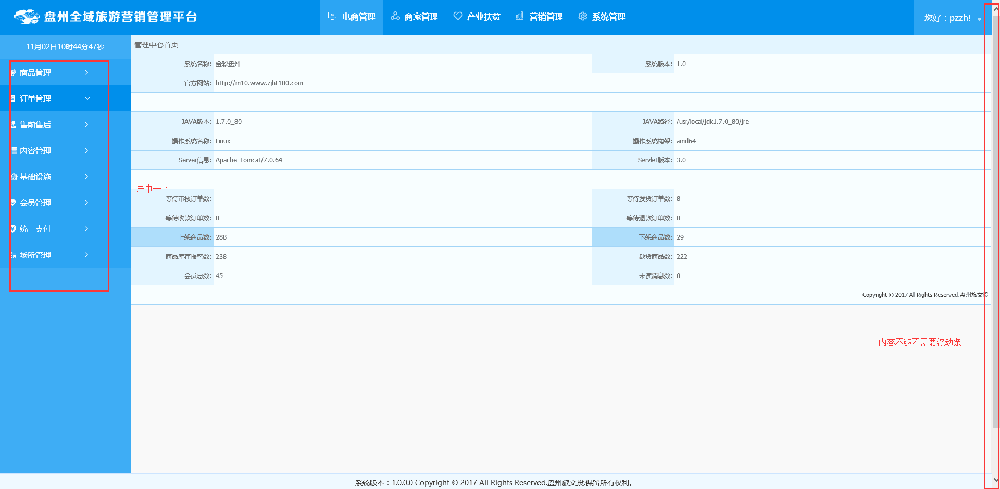 盘州全域旅游营销管理平台
电商管理 商家管理 产业扶贫 营销管理 系统管理
您好：pzzh!
11月02日10时44分47秒
商品管理
订单管理
售前售后
内容管理
基础设施
会员管理
统一支付
场所管理
管理中心首页
系统名称: 金彩盘州 系统版本: 1.0
官方网站: http://m10.www.zjht100.com
JAVA版本: 1.7.0_80 JAVA路径: /usr/local/jdk1.7.0_80/jre
操作系统名称: Linux 操作系统构架: amd64
Server信息: Apache Tomcat/7.0.64 Servlet版本: 3.0
居中一下
等待审核订单数: 等待发货订单数: 8
等待收款订单数: 0 等待退款订单数: 0
上架商品数: 288 下架商品数: 29
商品库存报警数: 238 缺货商品数: 222
会员总数: 45 未读消息数: 0
Copyright © 2017 All Rights Reserved.盘州旅文投
内容不够不需要滚动条
系统版本：1.0.0.0 Copyright © 2017 All Rights Reserved.盘州旅文投.保留所有权利。